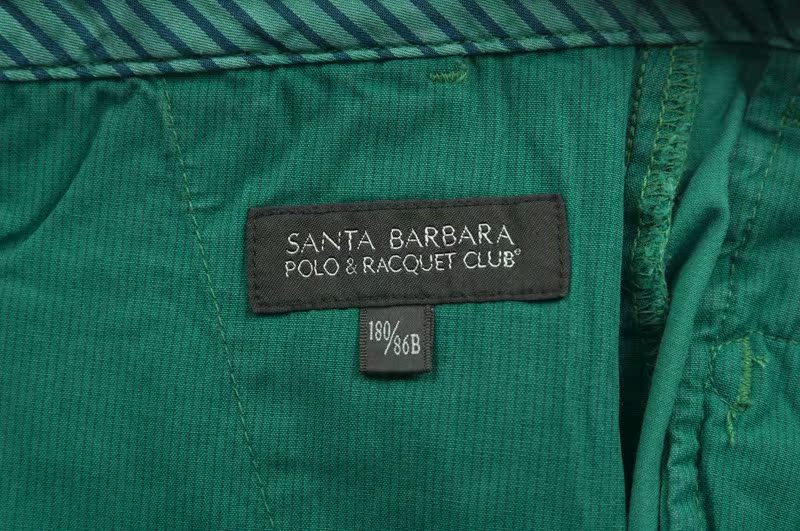 SANTA BARBARA
POLO & RACQUET CLUB®
180/86B